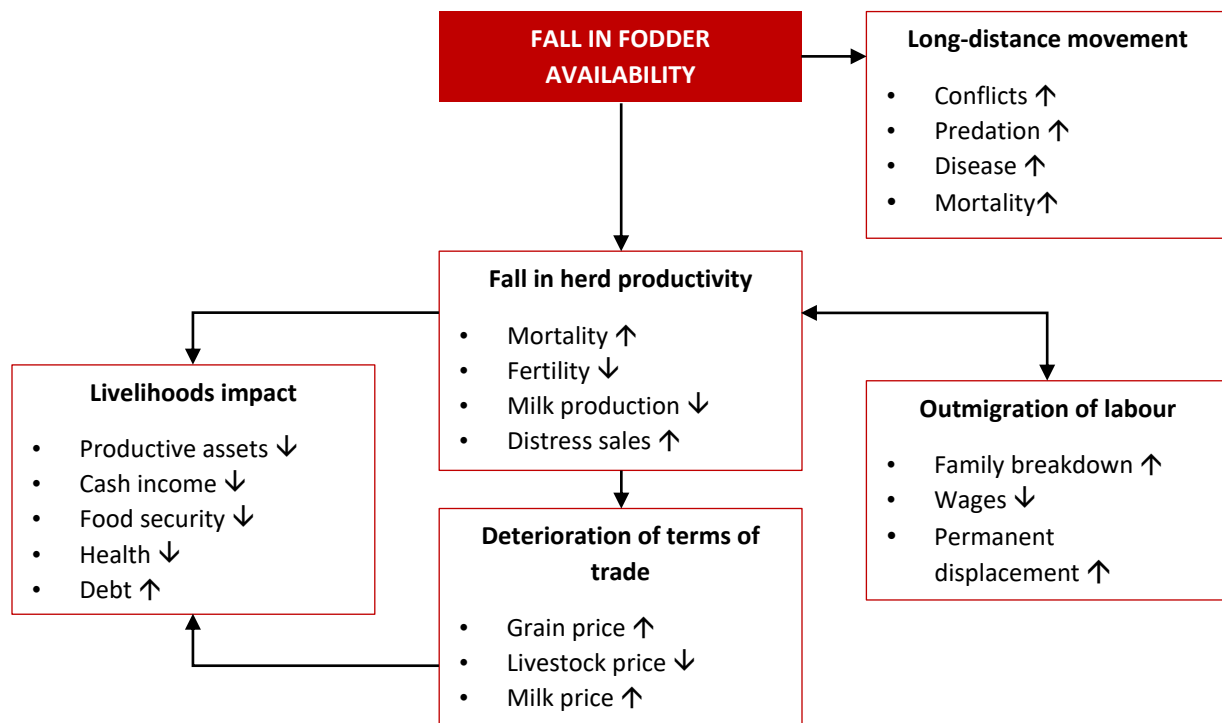 FALL IN FODDER
AVAILABILITY
Long-distance movement
• Conflicts ↑
• Predation ↑
• Disease ↑
• Mortality↑
Fall in herd productivity
• Mortality ↑
• Fertility ↓
• Milk production ↓
• Distress sales ↑
Livelihoods impact
• Productive assets ↓
• Cash income ↓
• Food security ↓
• Health ↓
• Debt ↑
Outmigration of labour
• Family breakdown ↑
• Wages ↓
• Permanent
displacement ↑
Deterioration of terms of
trade
• Grain price ↑
• Livestock price ↓
• Milk price ↑